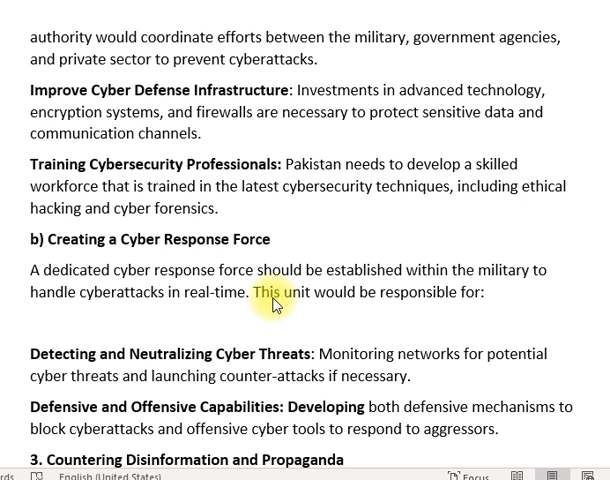 authority would coordinate efforts between the military, government agencies,
and private sector to prevent cyberattacks.
Improve Cyber Defense Infrastructure: Investments in advanced technology,
encryption systems, and firewalls are necessary to protect sensitive data and
communication channels.
Training Cybersecurity Professionals: Pakistan needs to develop a skilled
workforce that is trained in the latest cybersecurity techniques, including ethical
hacking and cyber forensics.
b) Creating a Cyber Response Force
A dedicated cyber response force should be established within the military to
handle cyberattacks in real-time. This unit would be responsible for:
Detecting and Neutralizing Cyber Threats: Monitoring networks for potential
cyber threats and launching counter-attacks if necessary.
Defensive and Offensive Capabilities: Developing both defensive mechanisms to
block cyberattacks and offensive cyber tools to respond to aggressors.
3. Countering Disinformation and Propaganda
rds English (United States) Focus